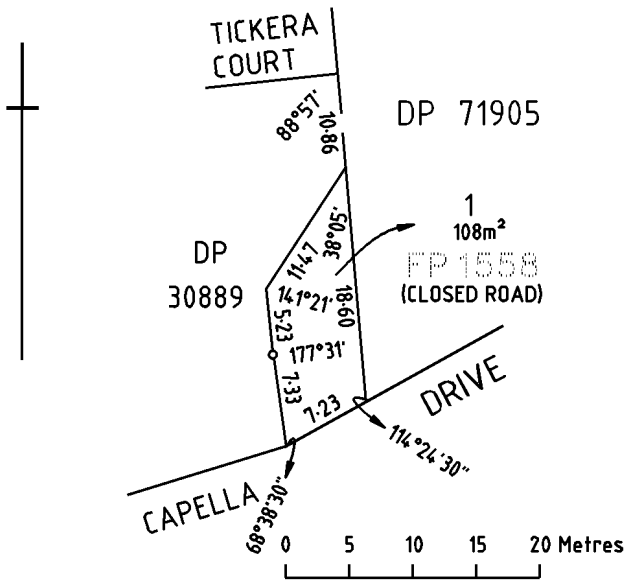 TICKERA
COURT
88°57'
10·86
DP 71905
1
108m²
FP 1558
(CLOSED ROAD)
DP
30889
38°05'
11·47
141°21'
18·60
5·23
177°31'
7·33
7·23
DRIVE
114°24'30"
CAPELLA
68°38'30"
0 5 10 15 20 Metres